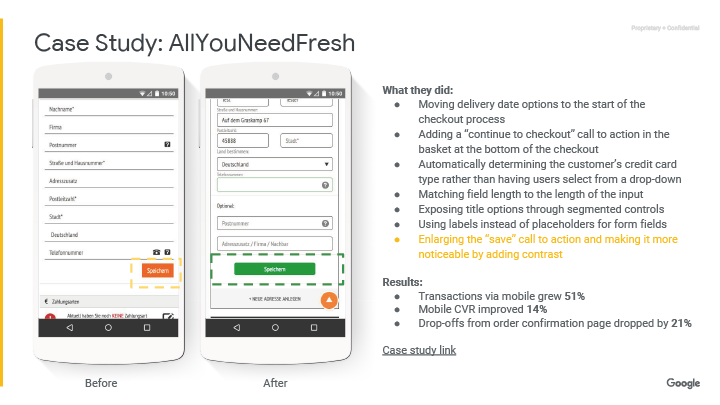 Proprietary + Confidential
Case Study: AllYouNeedFresh
10:50
Nachname*
Firma
Postnummer
Straße und Hausnummer*
Adresszusatz
Postleitzahl*
Stadt*
Deutschland
Telefonnummer
Speichern
€ Zahlungsarten
Aktuell haben Sie noch KEINE Zahlungsart
Before
10:50
Straße und Hausnummer
Auf dem Graskamp 67
Postleitzahl
45888
Stadt*
Deutschland
Telefonnummer
Optional:
Postnummer
Adresszusatz / Firma / Nachbar
Speichern
+ NEUE ADRESSE ANLEGEN
After
What they did:
● Moving delivery date options to the start of the
checkout process
● Adding a “continue to checkout” call to action in the
basket at the bottom of the checkout
● Automatically determining the customer's credit card
type rather than having users select from a drop-down
● Matching field length to the length of the input
● Exposing title options through segmented controls
● Using labels instead of placeholders for form fields
● Enlarging the “save” call to action and making it more
noticeable by adding contrast
Results:
● Transactions via mobile grew 51%
● Mobile CVR improved 14%
● Drop-offs from order confirmation page dropped by 21%
Case study link
Google